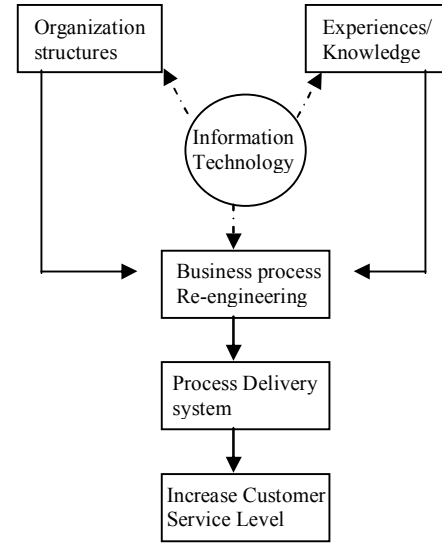 Organization
structures
Experiences/
Knowledge
Information
Technology
Business process
Re-engineering
Process Delivery
system
Increase Customer
Service Level